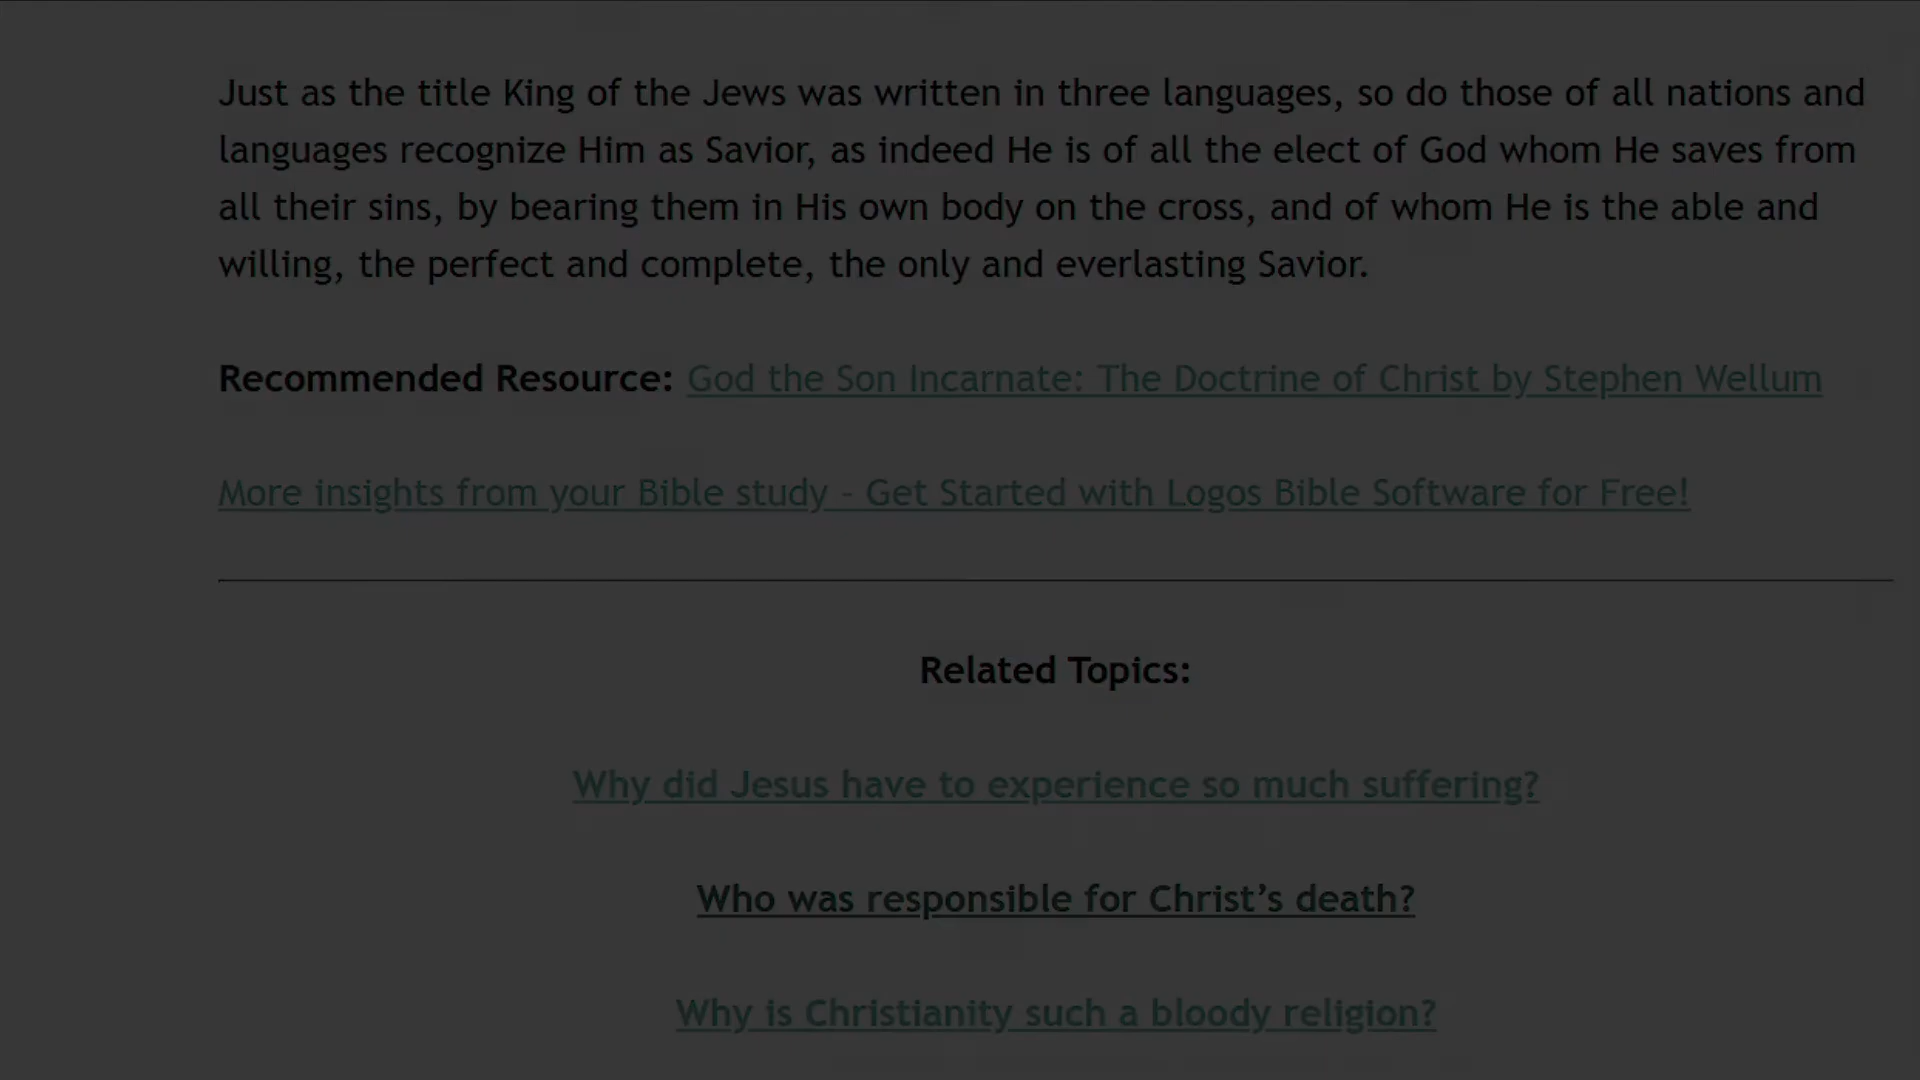 Just as the title King of the Jews was written in three languages, so do those of all nations and
languages recognize Him as Savior, as indeed He is of all the elect of God whom He saves from
all their sins, by bearing them in His own body on the cross, and of whom He is the able and
willing, the perfect and complete, the only and everlasting Savior.
Recommended Resource: God the Son Incarnate: The Doctrine of Christ by Stephen Wellum
More insights from your Bible study - Get Started with Logos Bible Software for Free!
Related Topics:
Why did Jesus have to experience so much suffering?
Who was responsible for Christ’s death?
Why is Christianity such a bloody religion?